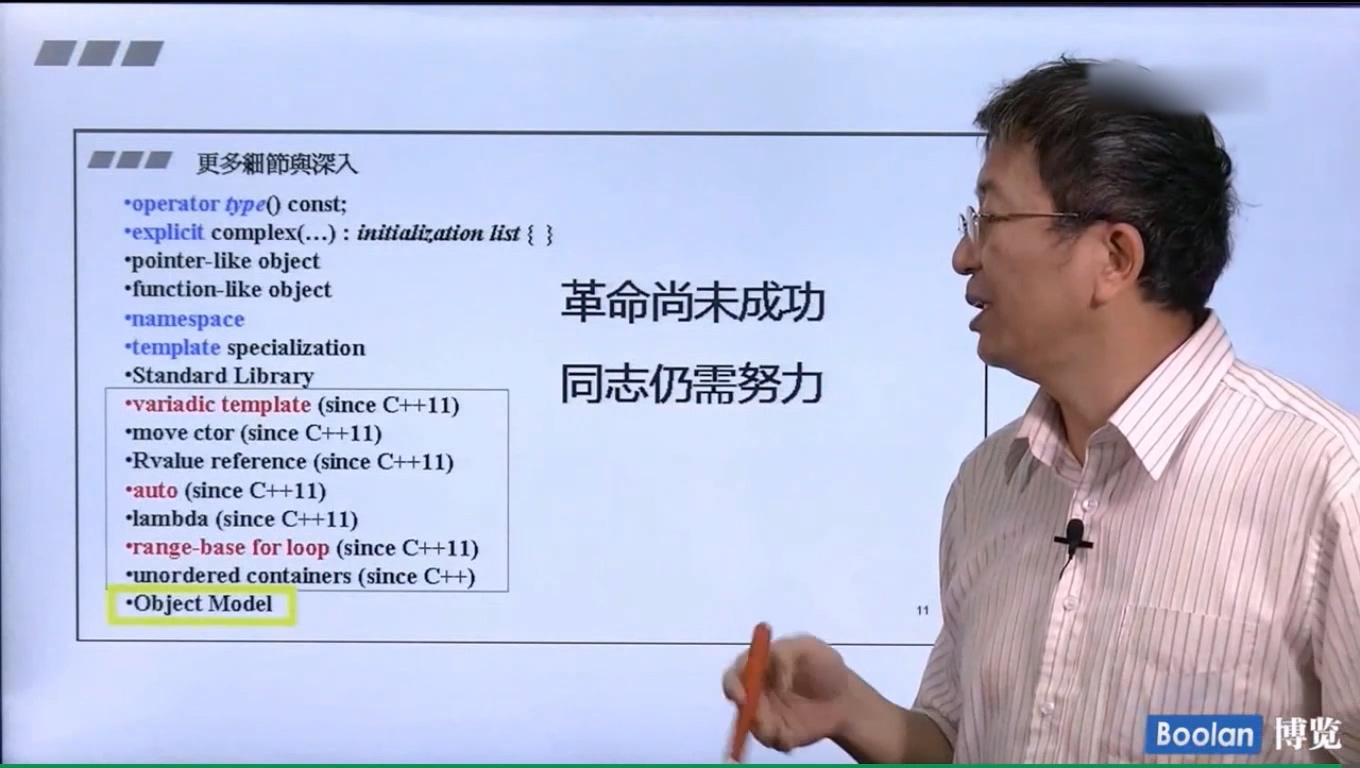 更多細節與深入
•operator type() const;
•explicit complex(…) : initialization list { }
•pointer-like object
•function-like object
•namespace
•template specialization
•Standard Library
•variadic template (since C++11)
•move ctor (since C++11)
•Rvalue reference (since C++11)
•auto (since C++11)
•lambda (since C++11)
•range-base for loop (since C++11)
•unordered containers (since C++)
•Object Model
革命尚未成功
同志仍需努力
11
Boolan 博览